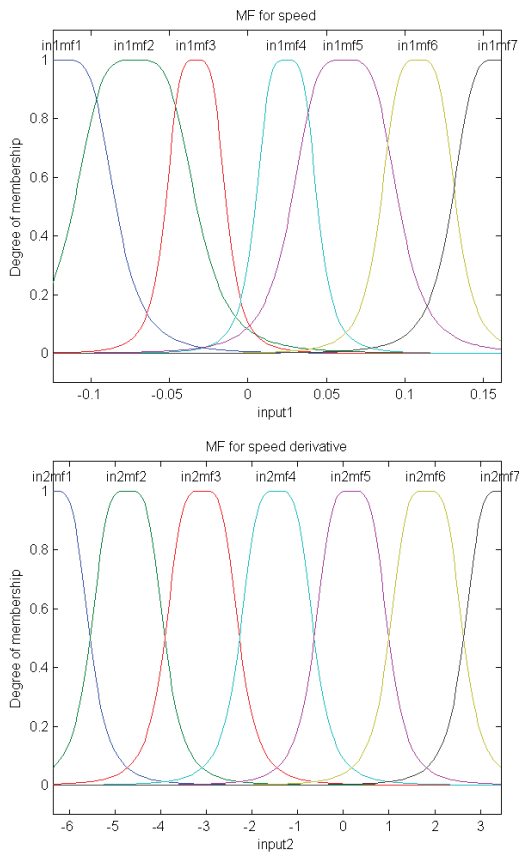 MF for speed
in1mf1 in1mf2 in1mf3 in1mf4 in1mf5 in1mf6 in1mf7
1
0.8
0.6
0.4
0.2
0
Degree of membership
-0.1 -0.05 0 0.05 0.1 0.15
input1
MF for speed derivative
in2mf1 in2mf2 in2mf3 in2mf4 in2mf5 in2mf6 in2mf7
1
0.8
0.6
0.4
0.2
0
Degree of membership
-6 -5 -4 -3 -2 -1 0 1 2 3
input2